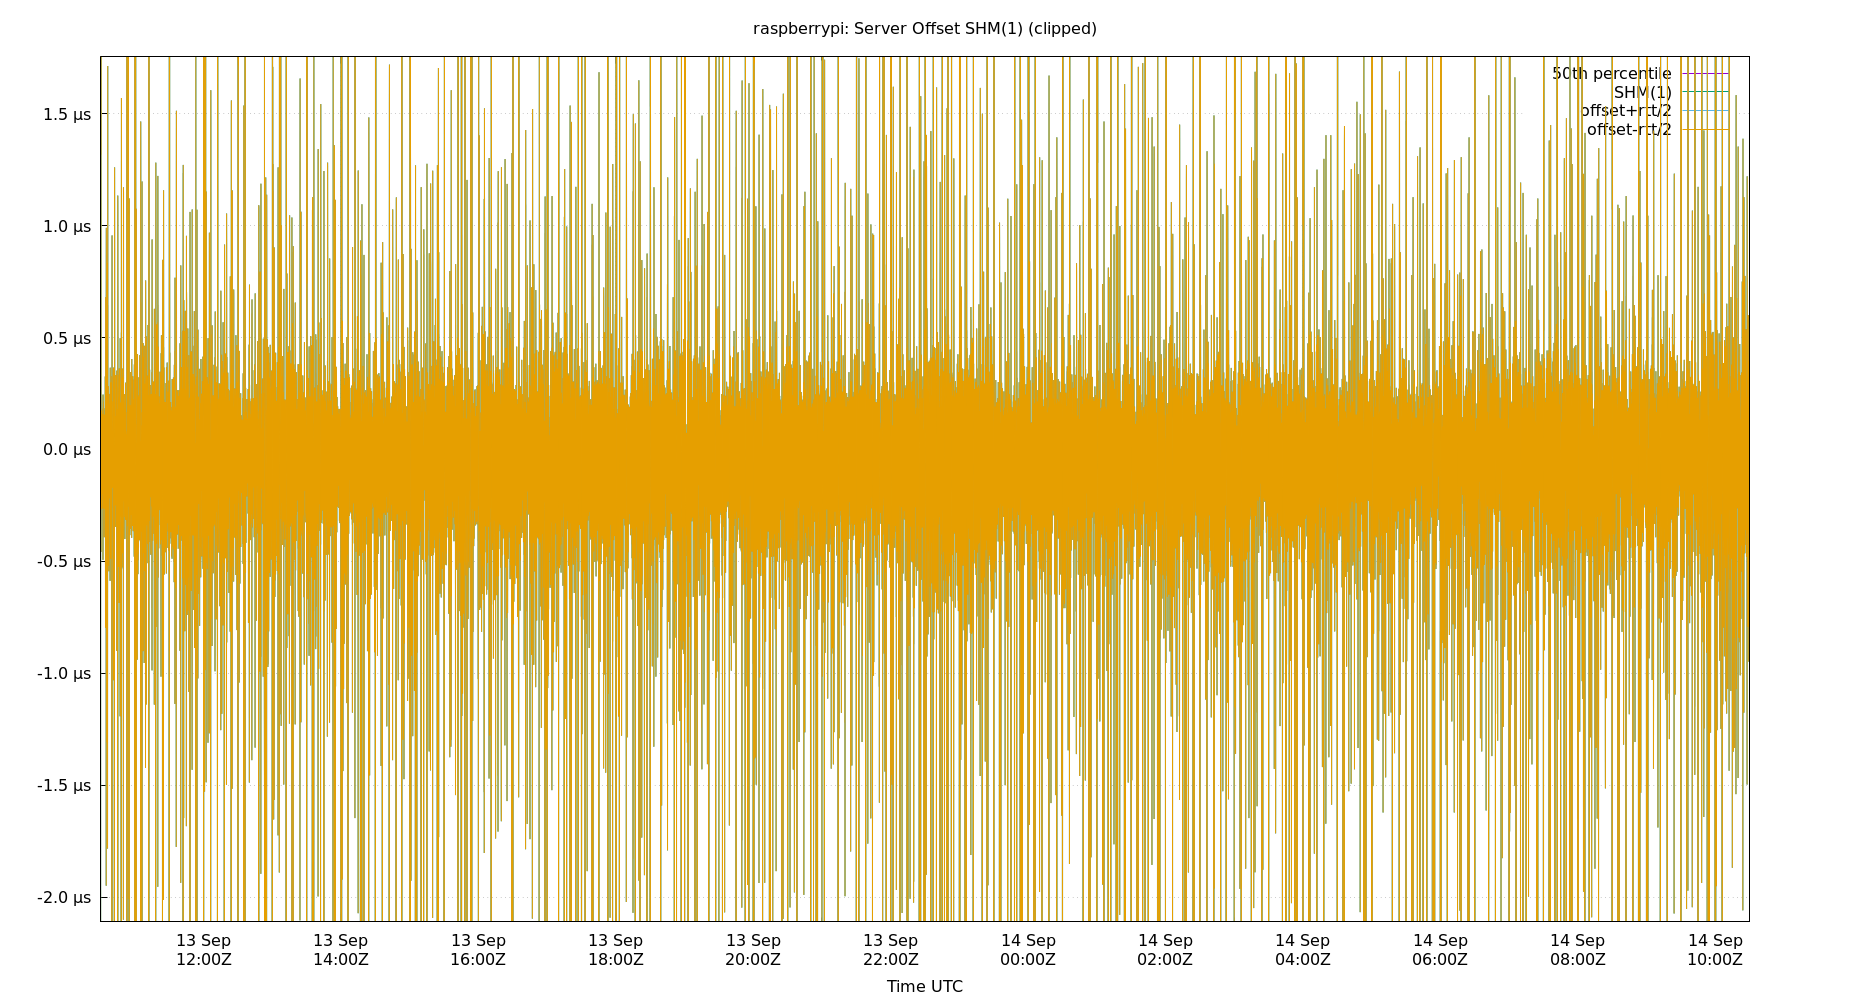 raspberrypi: Server Offset SHM(1) (clipped)
50th percentile
SHM(1)
offset+rtt/2
offset-rtt/2
1.5 µs
1.0 µs
0.5 µs
0.0 µs
-0.5 µs
-1.0 µs
-1.5 µs
-2.0 µs
13 Sep 13 Sep 13 Sep 13 Sep 13 Sep 13 Sep 14 Sep 14 Sep 14 Sep 14 Sep 14 Sep 14 Sep
12:00Z 14:00Z 16:00Z 18:00Z 20:00Z 22:00Z 00:00Z 02:00Z 04:00Z 06:00Z 08:00Z 10:00Z
Time UTC